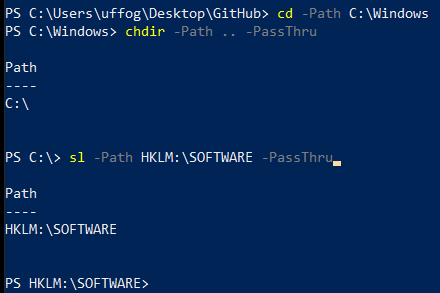 PS C:\Users\uffog\Desktop\GitHub> cd -Path C:\Windows
PS C:\Windows> chdir -Path .. -PassThru
Path
----
C:\
PS C:\> sl -Path HKLM:\SOFTWARE -PassThru
Path
----
HKLM:\SOFTWARE
PS HKLM:\SOFTWARE>